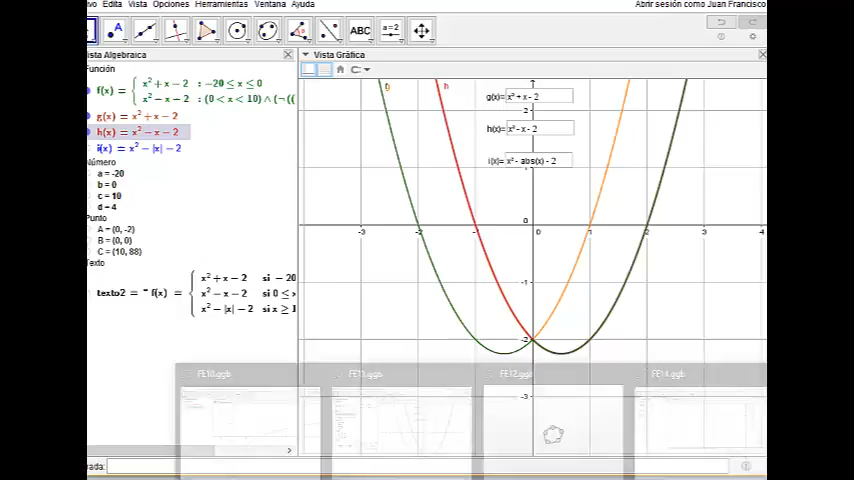 Edita Vista Opciones Herramientas Ventana Ayuda Abrir sesión como Juan Francisco
ABC a=2
ista Algebraica Vista Gráfica
Función
f(x) = { x² + x − 2 : −20 ≤ x ≤ 0
x² − x − 2 : (0 < x < 10) ∧ (¬((
g(x) = x² + x − 2
h(x) = x² − x − 2
i(x) = x² − |x| − 2
Número
a = -20
b = 0
c = 10
d = 4
Punto
A = (0, -2)
B = (0, 0)
C = (10, 88)
Texto
texto2 = " f(x) = { x² + x − 2 si − 20
x² − x − 2 si 0 ≤
x² − |x| − 2 si x ≥ 1
h
g(x)= x² + x - 2
h(x)= x² - x - 2
i(x)= x² - abs(x) - 2
2
1
0
-3 -2 -1 0 1 2 3 4
-1
-2
-3
FE10.ggb FE11.ggb FE12.ggb FE14.ggb
rada: